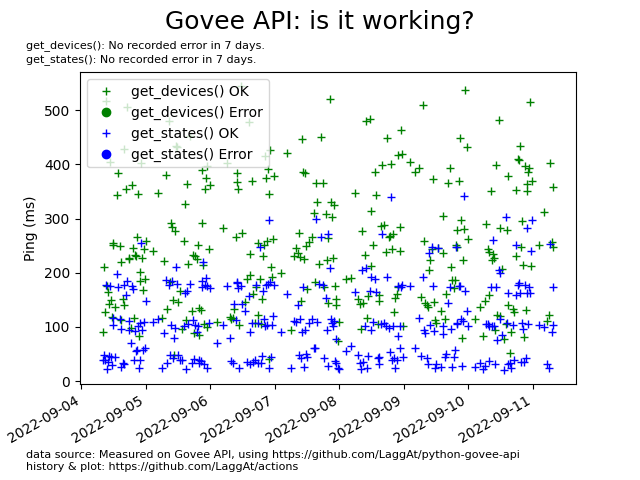 Govee API: is it working?
get_devices(): No recorded error in 7 days.
get_states(): No recorded error in 7 days.
get_devices() OK
get_devices() Error
get_states() OK
get_states() Error
Ping (ms)
500
400
300
200
100
0
2022-09-04
2022-09-05
2022-09-06
2022-09-07
2022-09-08
2022-09-09
2022-09-10
2022-09-11
data source: Measured on Govee API, using https://github.com/LaggAt/python-govee-api
history & plot: https://github.com/LaggAt/actions